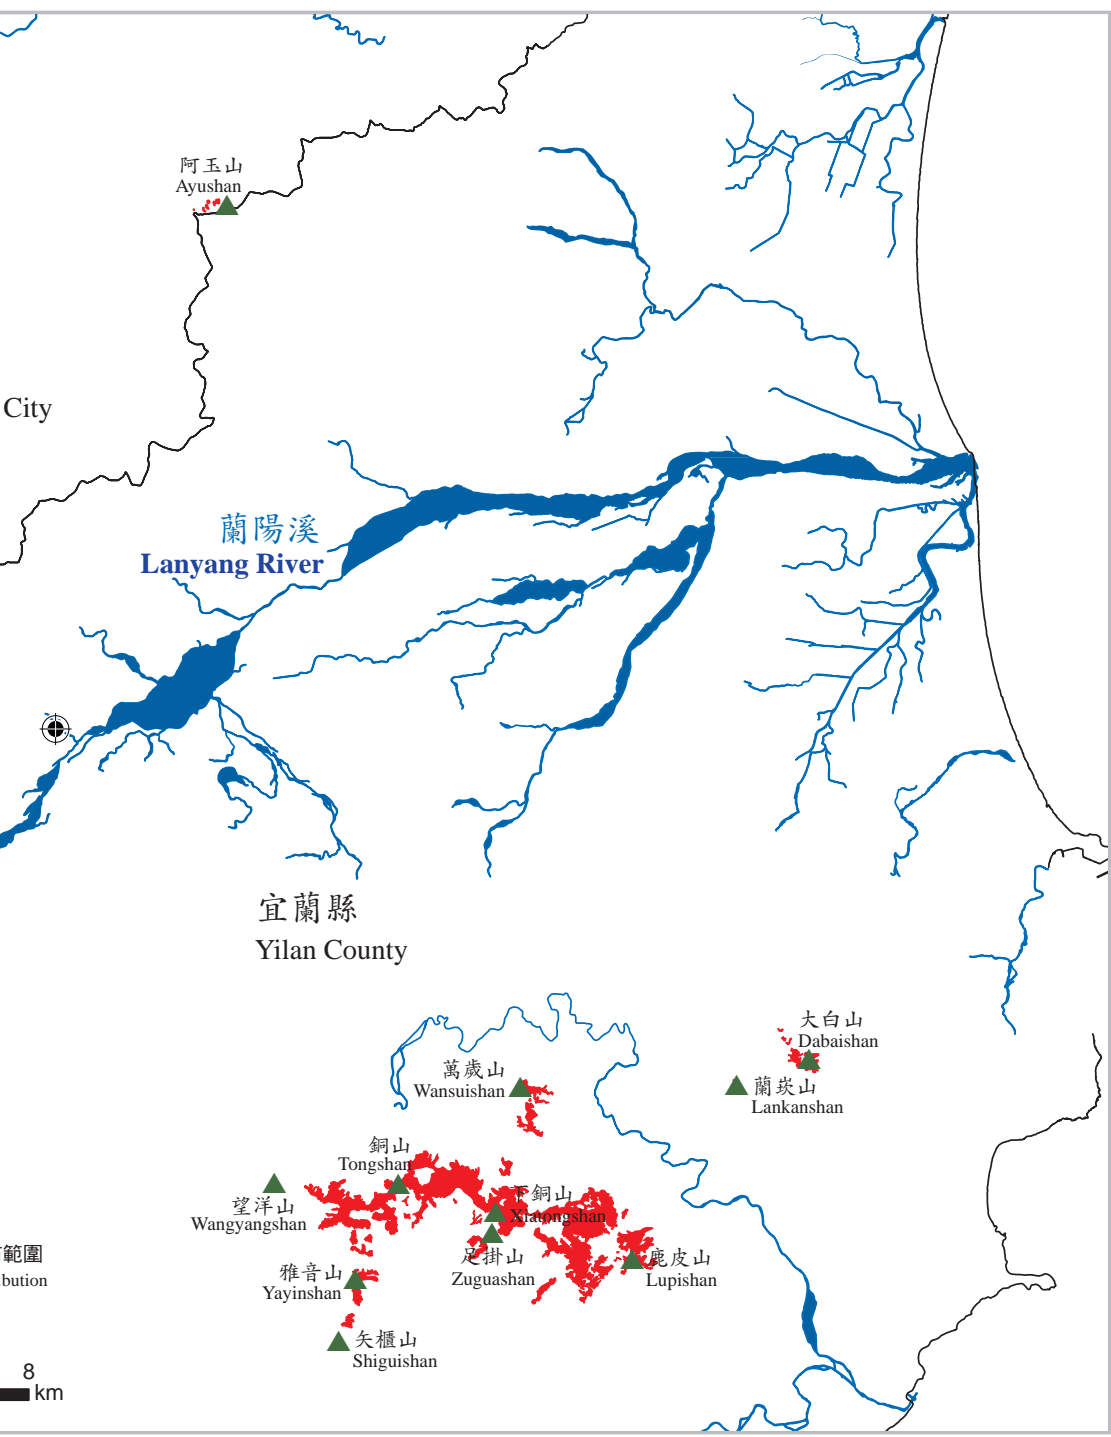 阿玉山
Ayushan
City
蘭陽溪
Lanyang River
宜蘭縣
Yilan County
大白山
Dabaishan
萬歲山
Wansuishan
蘭崁山
Lankanshan
銅山
Tongshan
望洋山
Wangyangshan
下銅山
Xiatongshan
足掛山
Zuguashan
鹿皮山
Lupishan
範圍
ibution
雅音山
Yayinshan
矢櫃山
Shiguishan
8
km